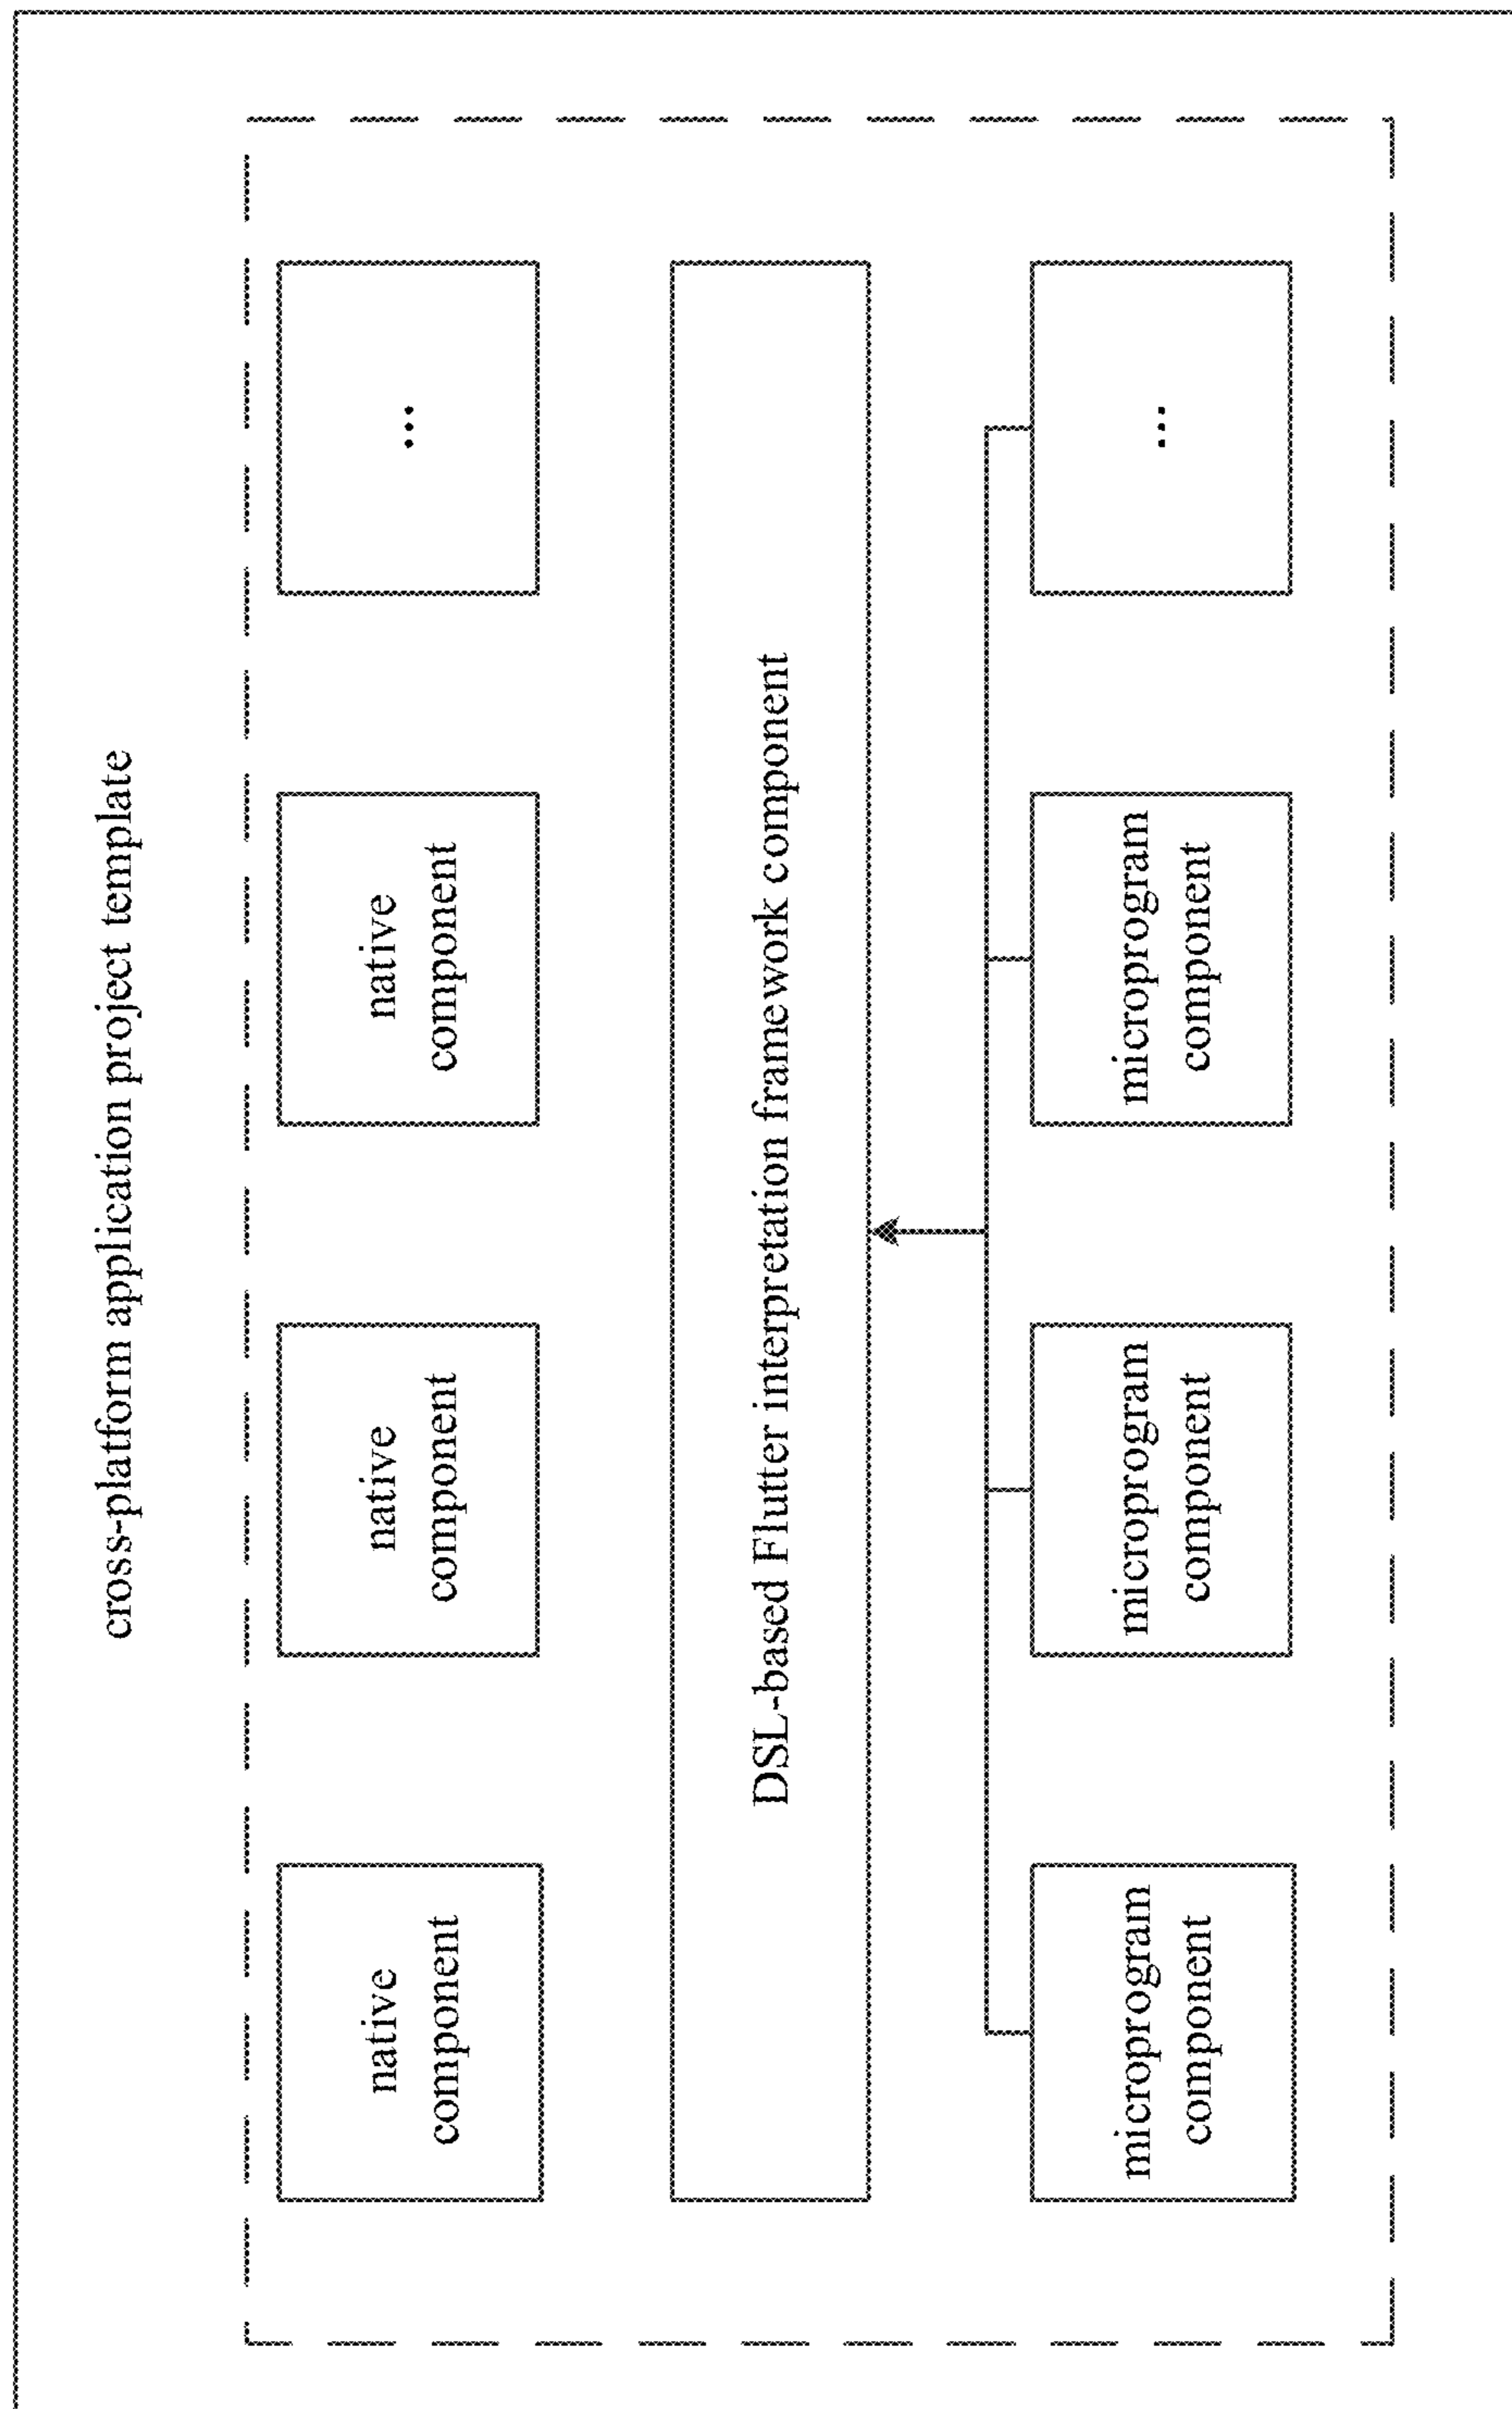 cross-platform application project template
native
component
native
component
native
component
...
DSL-based Flutter interpretation framework component
microprogram
component
microprogram
component
microprogram
component
...